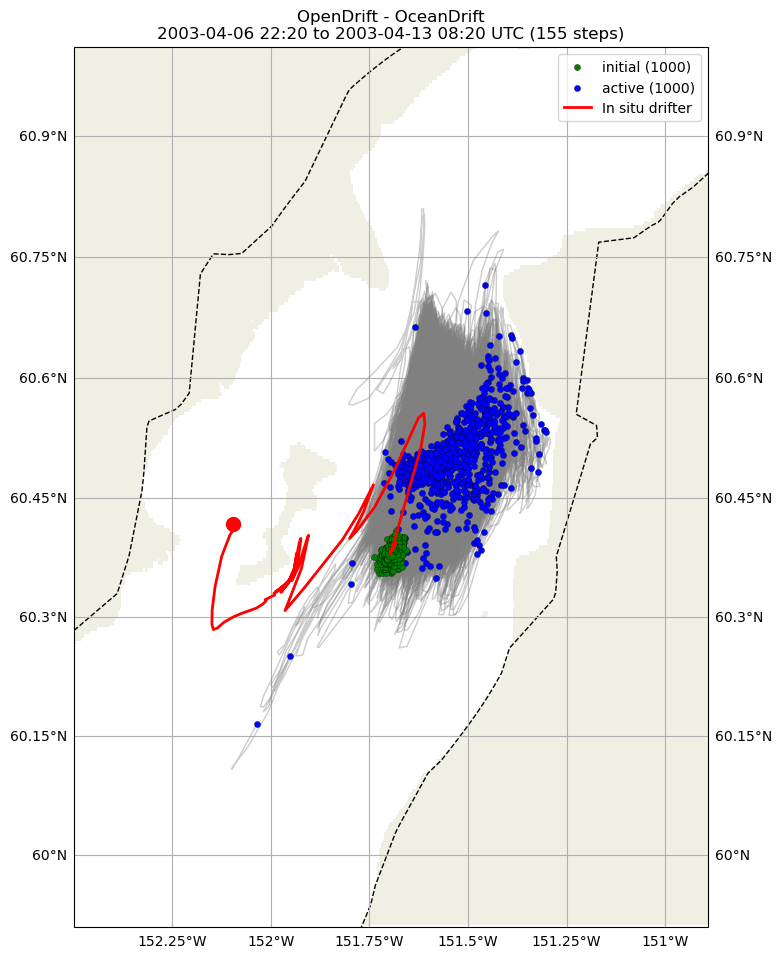 OpenDrift - OceanDrift
2003-04-06 22:20 to 2003-04-13 08:20 UTC (155 steps)
initial (1000)
active (1000)
In situ drifter
60.9°N
60.9°N
60.75°N
60.75°N
60.6°N
60.6°N
60.45°N
60.45°N
60.3°N
60.3°N
60.15°N
60.15°N
60°N
60°N
152.25°W
152°W
151.75°W
151.5°W
151.25°W
151°W